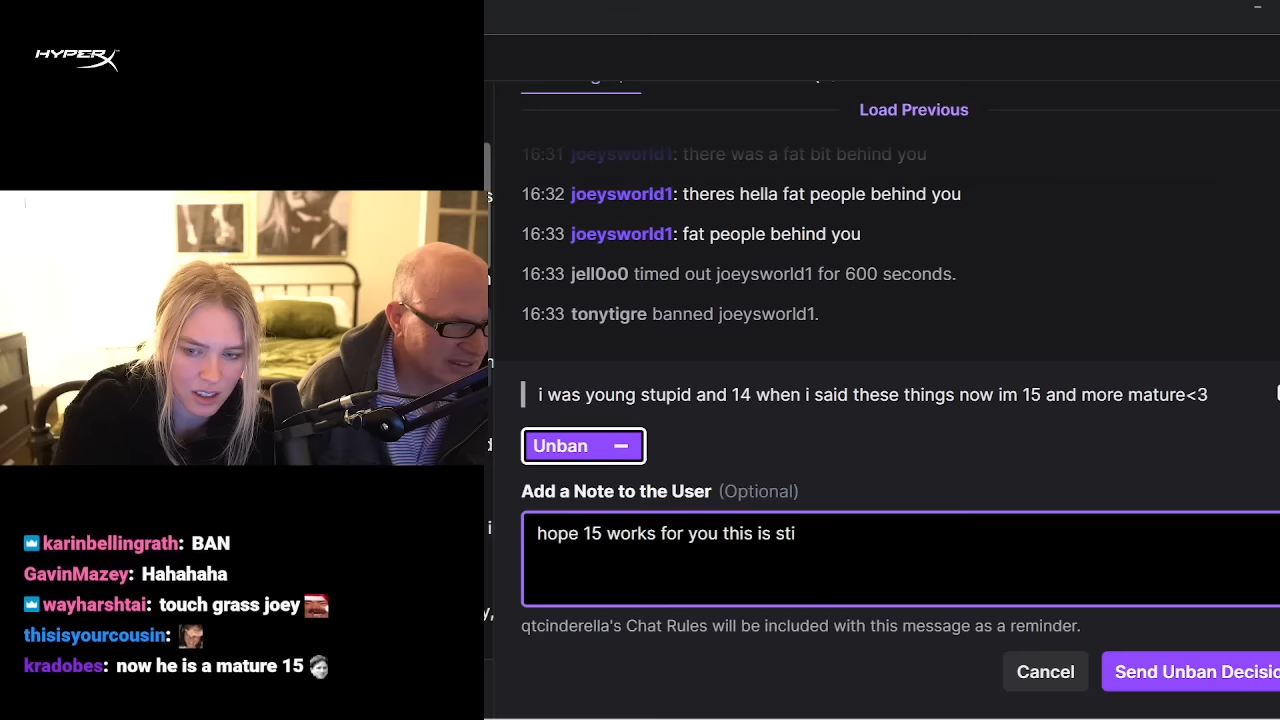 HYPERX
Load Previous
16:31 joeysworld1: there was a fat bit behind you
16:32 joeysworld1: theres hella fat people behind you
16:33 joeysworld1: fat people behind you
16:33 jell0o0 timed out joeysworld1 for 600 seconds.
16:33 tonytigre banned joeysworld1.
i was young stupid and 14 when i said these things now im 15 and more mature<3
Unban
Add a Note to the User (Optional)
hope 15 works for you this is sti
qtcinderella's Chat Rules will be included with this message as a reminder.
Cancel
Send Unban Decisio
karinbellingrath: BAN
GavinMazey: Hahahaha
wayharshtai: touch grass joey
thisisyourcousin:
kradobes: now he is a mature 15